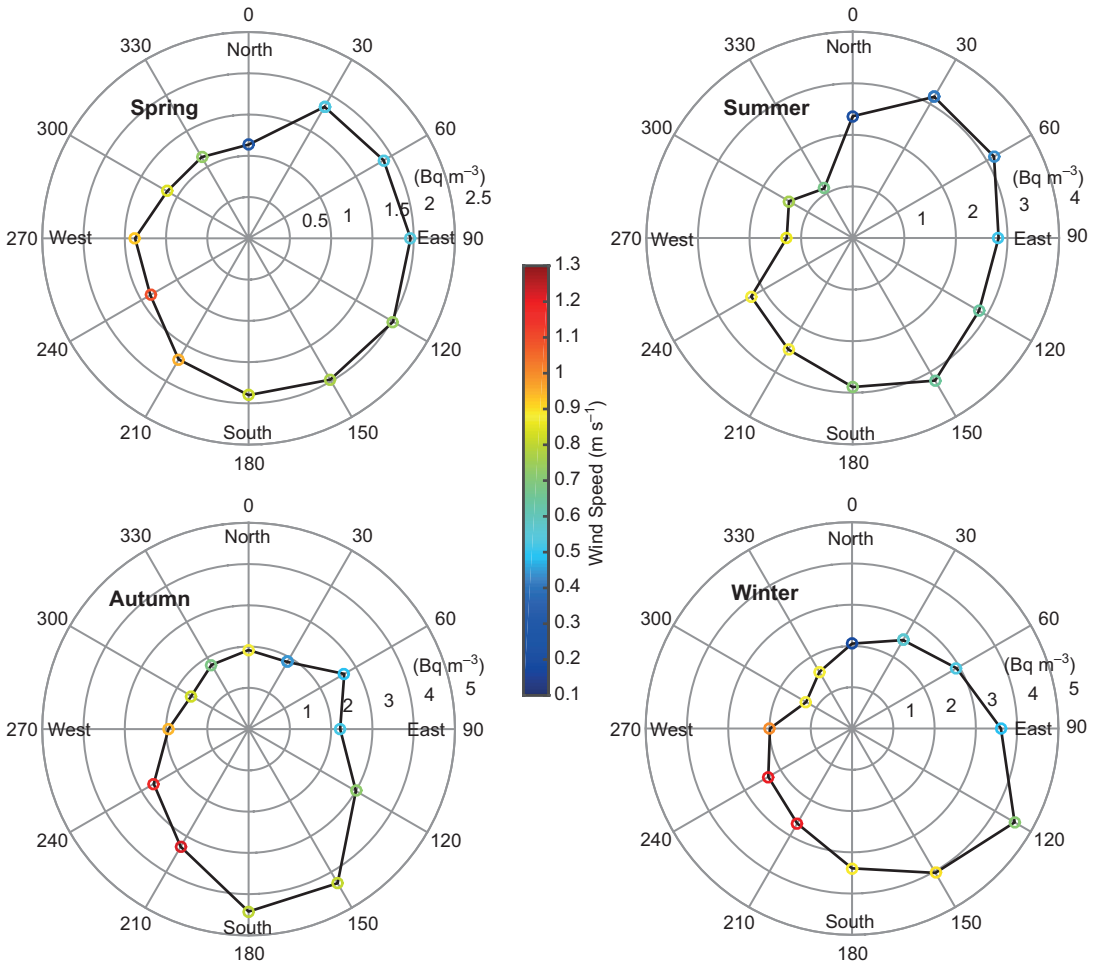 0
330
30
North
Spring
300
60
(Bq m⁻³)
0.5 1 1.5 2 2.5
270 West
East 90
240
120
South
210
150
180
0
330
30
North
Summer
300
60
(Bq m⁻³)
1 2 3 4
270 West
East 90
240
120
South
210
150
180
1.3
1.2
1.1
1
0.9
0.8
0.7
0.6
0.5
0.4
0.3
0.2
0.1
Wind Speed (m s⁻¹)
0
330
30
North
Autumn
300
60
(Bq m⁻³)
1 2 3 4 5
270 West
East 90
240
120
South
210
150
180
0
330
30
North
Winter
300
60
(Bq m⁻³)
1 2 3 4 5
270 West
East 90
240
120
South
210
150
180